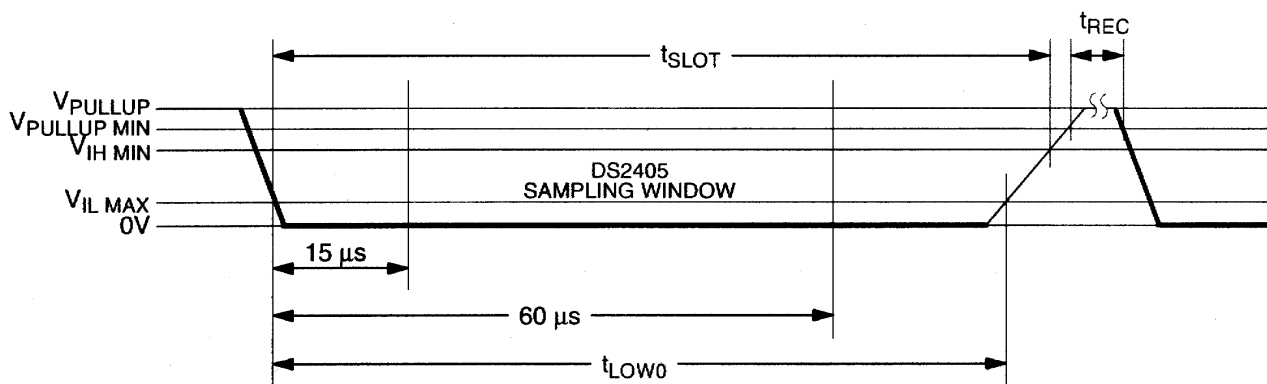 tREC
tSLOT
VPULLUP
VPULLUP MIN
VIH MIN
DS2405
SAMPLING WINDOW
VIL MAX
0V
15 µs
60 µs
tLOW0